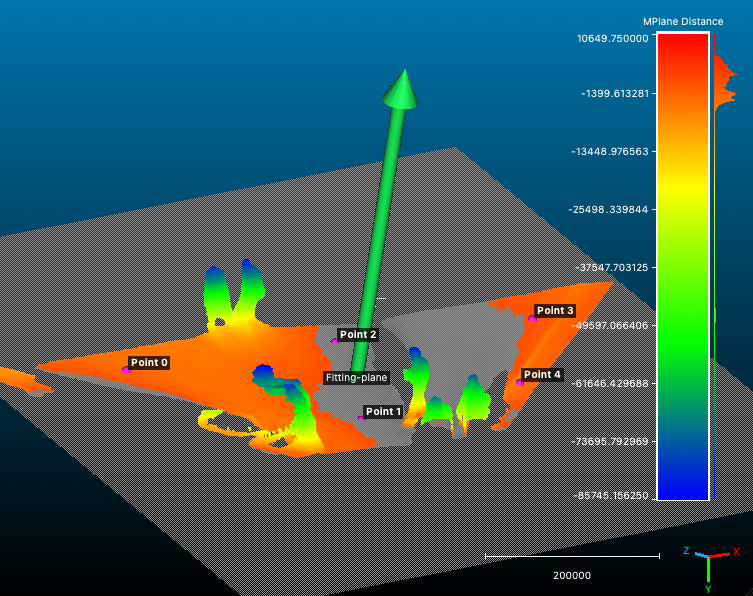 MPlane Distance
10649.750000
-1399.613281
-13448.976563
-25498.339844
-37547.703125
-49597.066406
-61646.429688
-73695.792969
-85745.156250
Point 3
Point 2
Point 0
Fitting-plane
Point 4
Point 1
200000
Z
X
Y